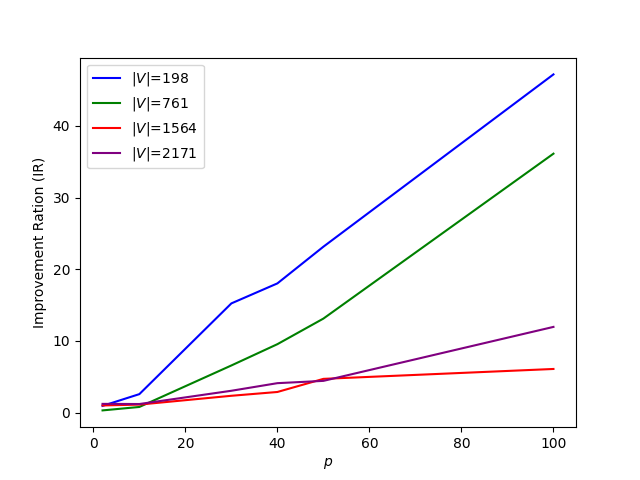 |V|=198
|V|=761
|V|=1564
|V|=2171
Improvement Ration (IR)
40
30
20
10
0
0 20 40 60 80 100
p